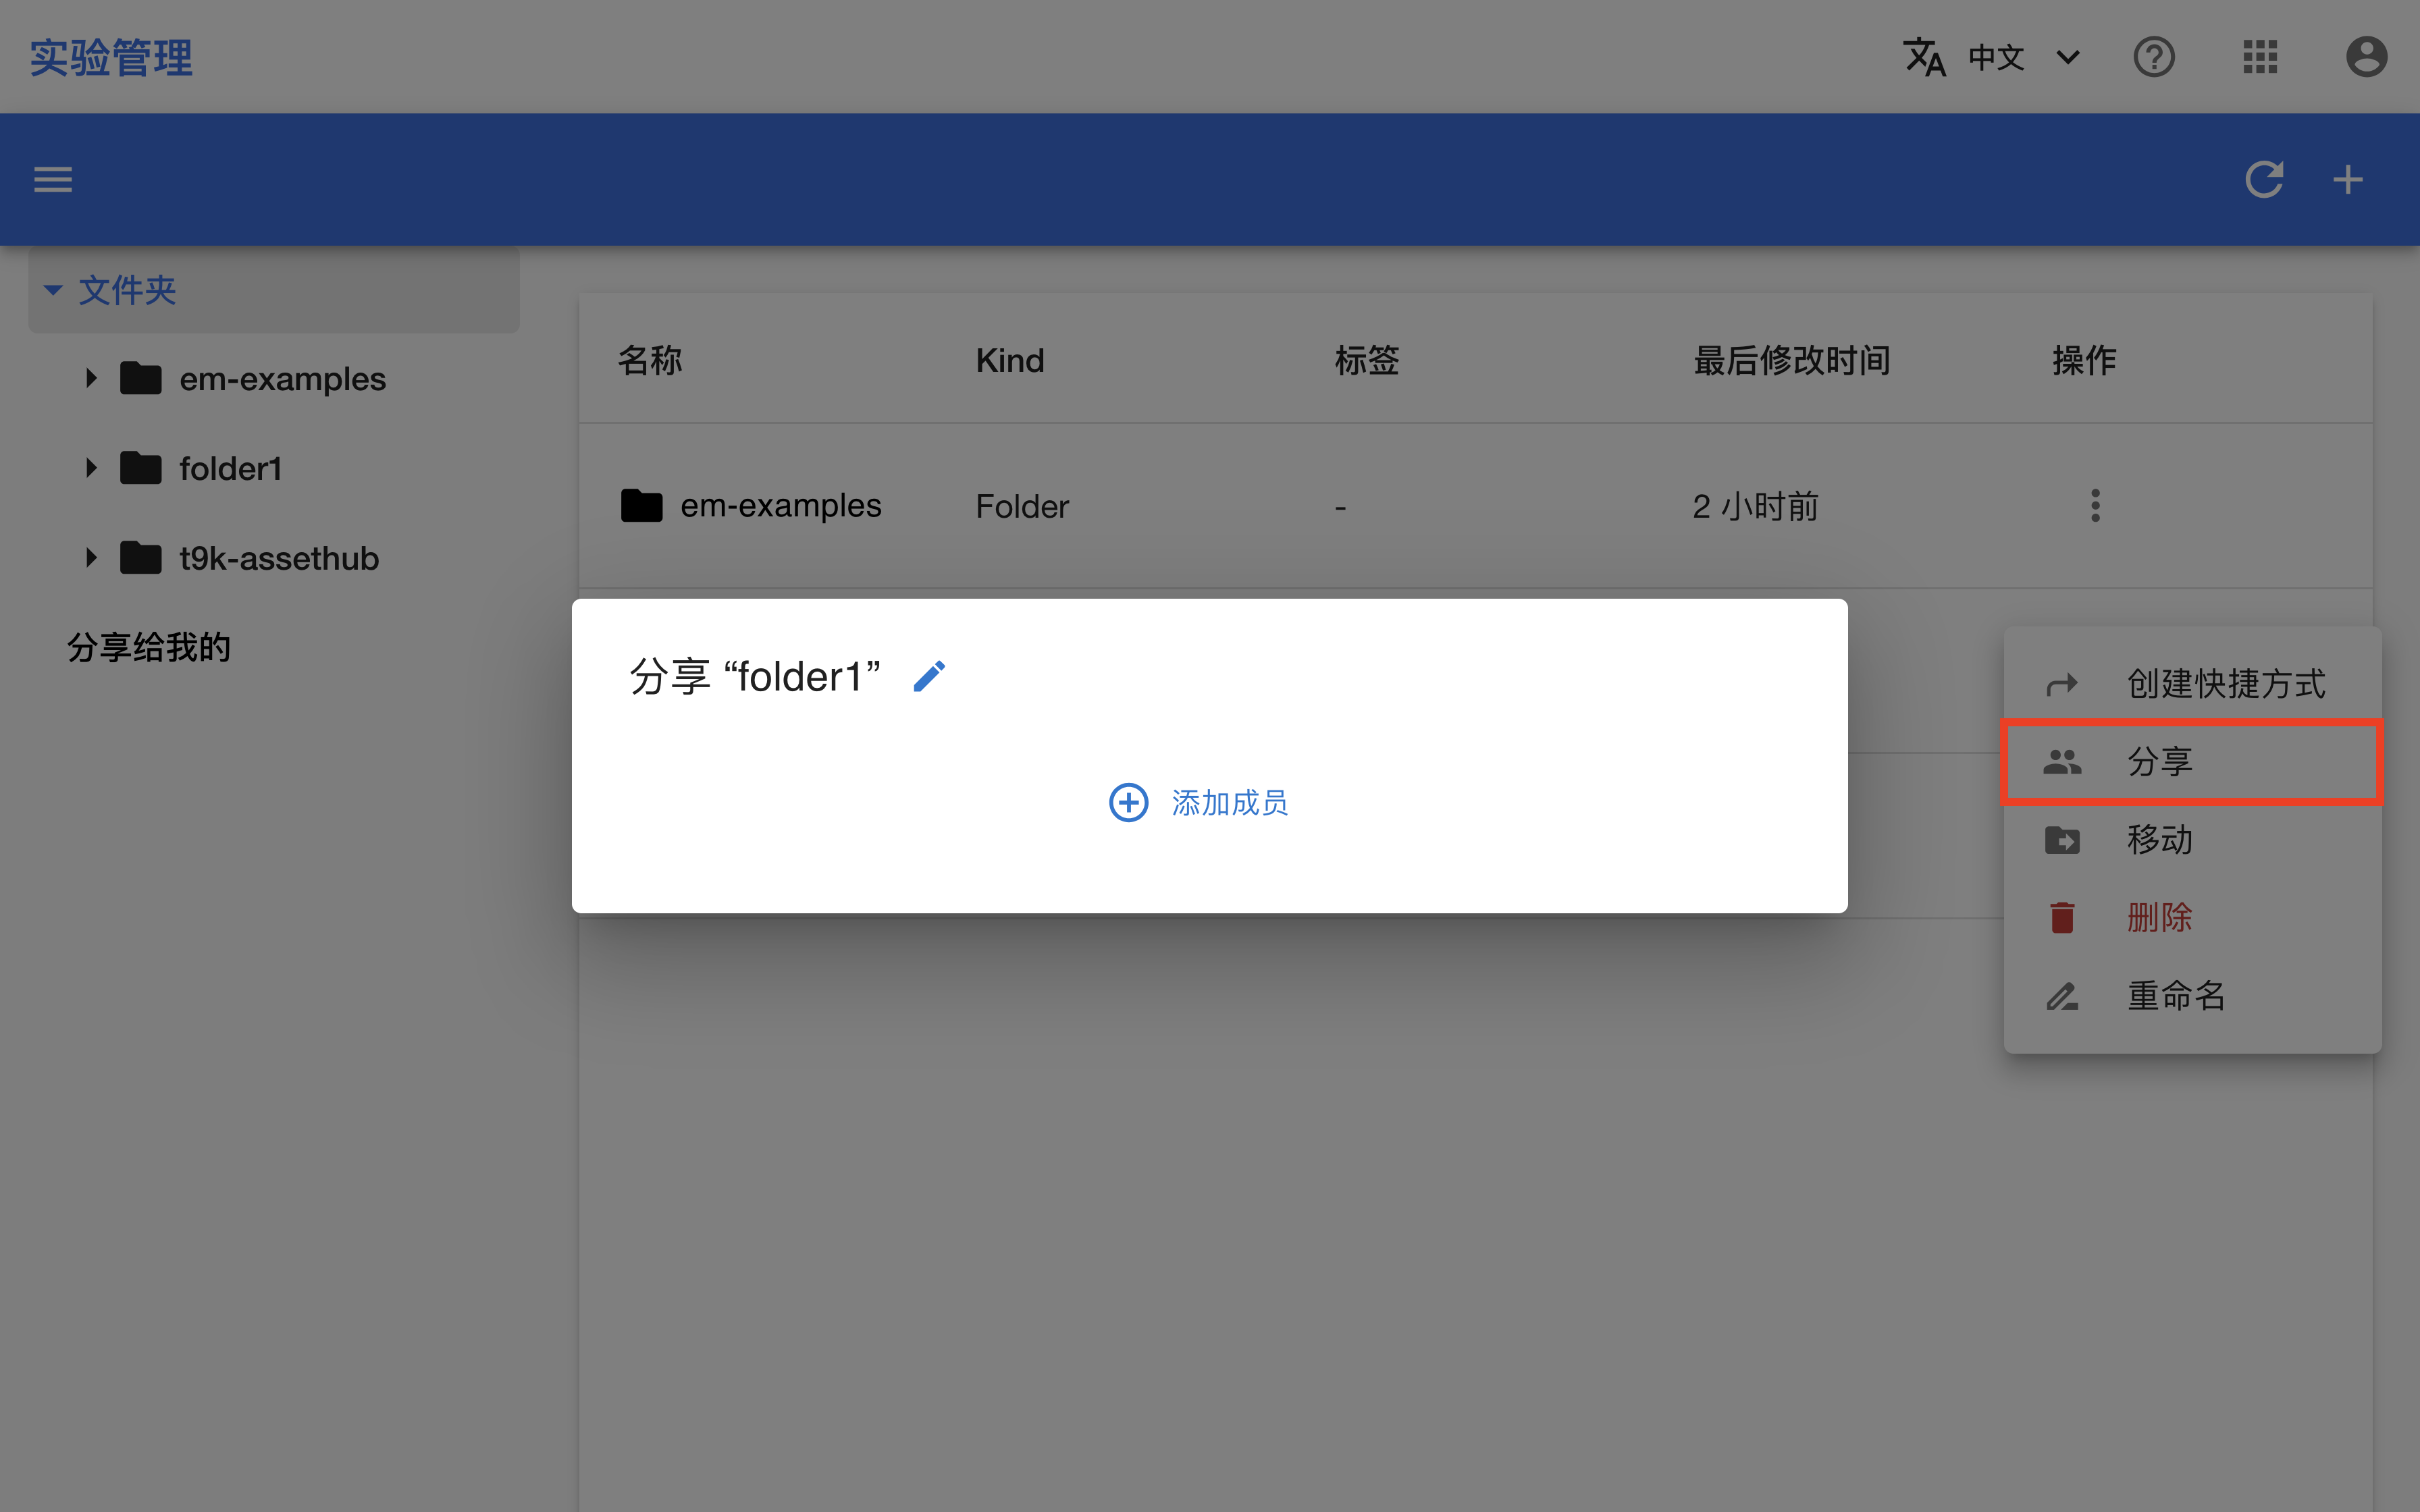 实验管理
中文
文件夹
em-examples
folder1
t9k-assethub
分享给我的
名称 Kind 标签 最后修改时间 操作
em-examples Folder - 2 小时前
分享 “folder1”
添加成员
创建快捷方式
分享
移动
删除
重命名